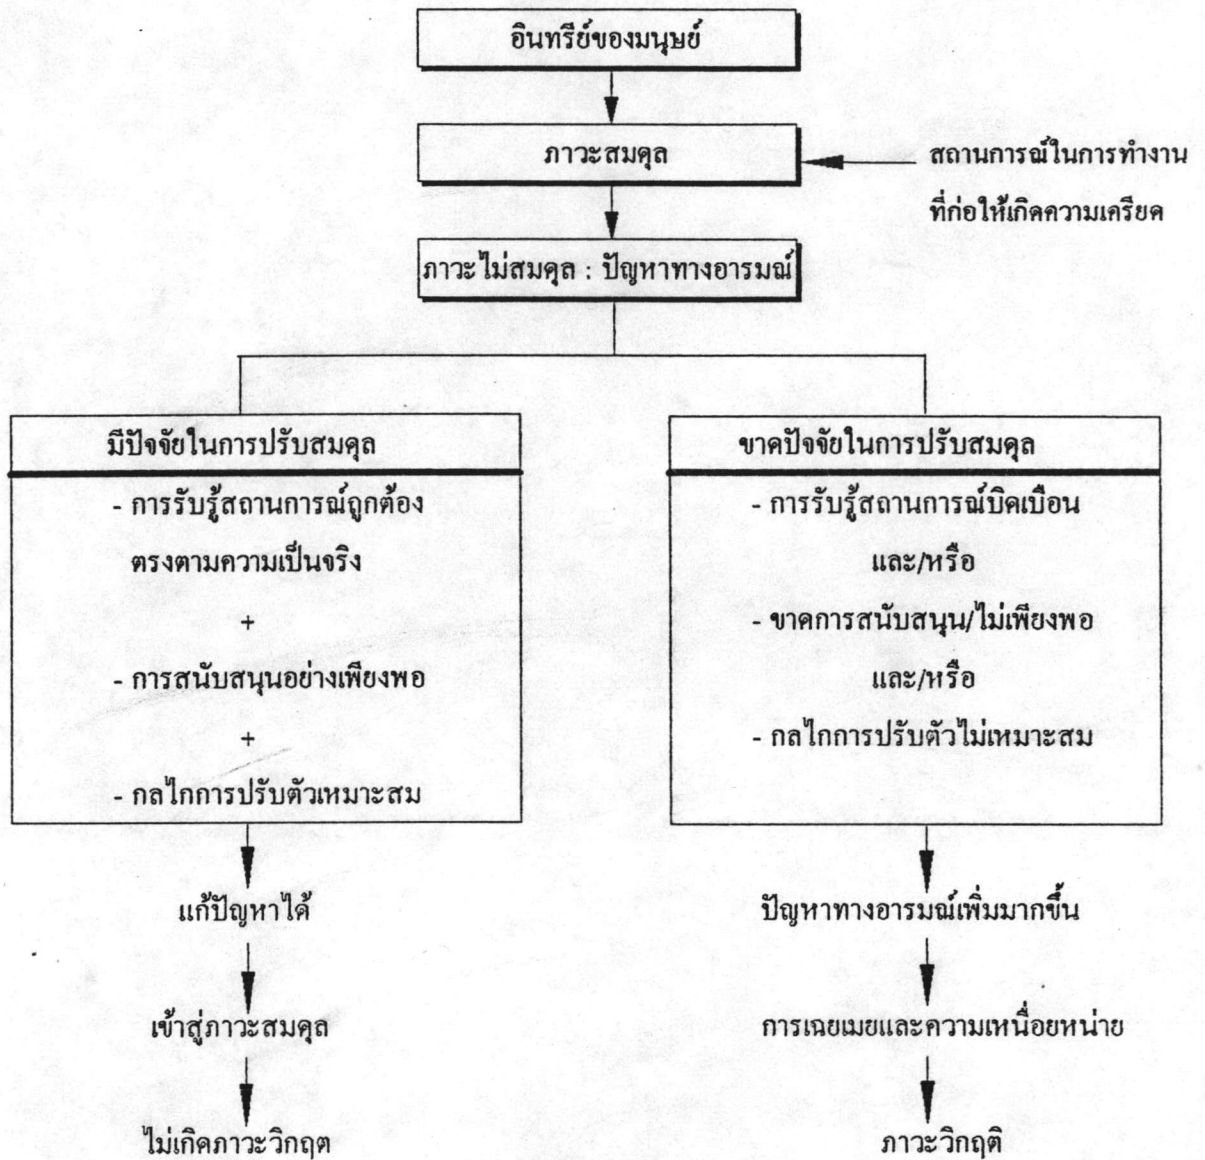 อินทรีย์ของมนุษย์
ภาวะสมดุล
สถานการณ์ในการทำงาน
ที่ก่อให้เกิดความเครียด
ภาวะไม่สมดุล : ปัญหาทางอารมณ์
มีปัจจัยในการปรับสมดุล
- การรับรู้สถานการณ์ถูกต้อง
ตรงตามความเป็นจริง
+
- การสนับสนุนอย่างเพียงพอ
+
- กลไกการปรับตัวเหมาะสม
แก้ปัญหาได้
เข้าสู่ภาวะสมดุล
ไม่เกิดภาวะวิกฤต
ขาดปัจจัยในการปรับสมดุล
- การรับรู้สถานการณ์บิดเบือน
และ/หรือ
- ขาดการสนับสนุน/ไม่เพียงพอ
และ/หรือ
- กลไกการปรับตัวไม่เหมาะสม
ปัญหาทางอารมณ์เพิ่มมากขึ้น
การเฉยเมยและความเหนื่อยหน่าย
ภาวะวิกฤติ